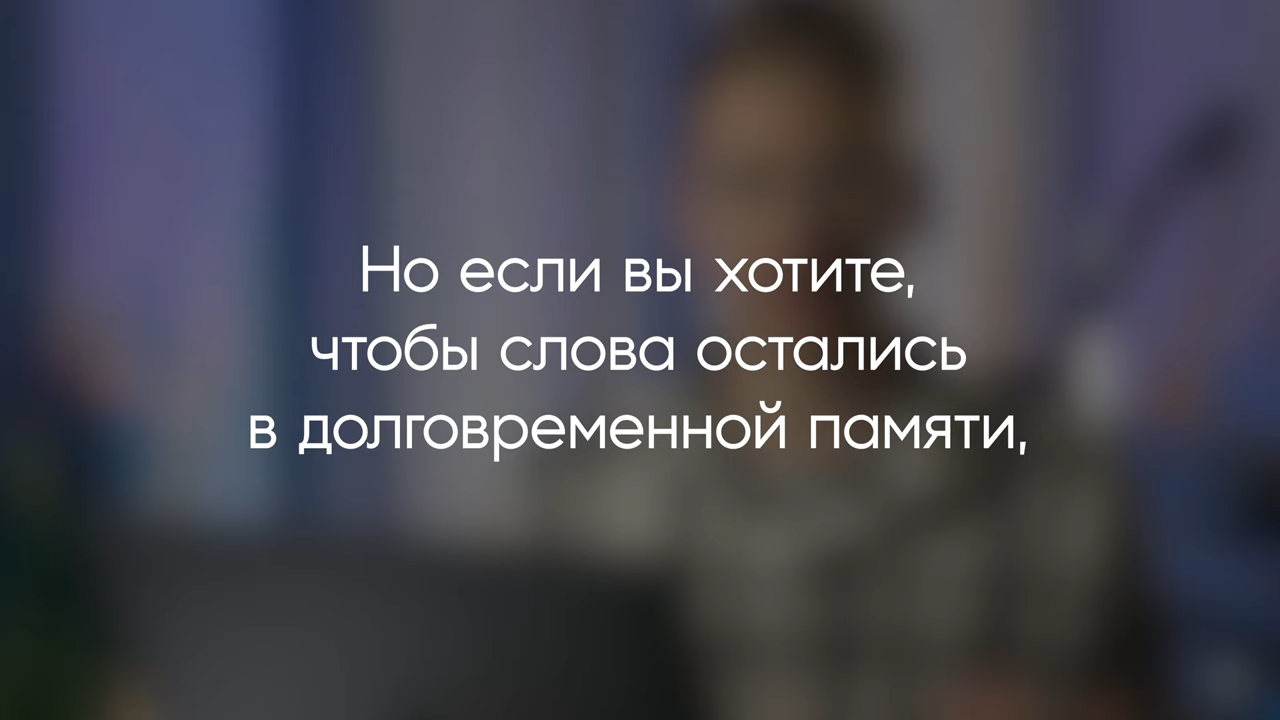 Но если вы хотите,
чтобы слова остались
в долговременной памяти,